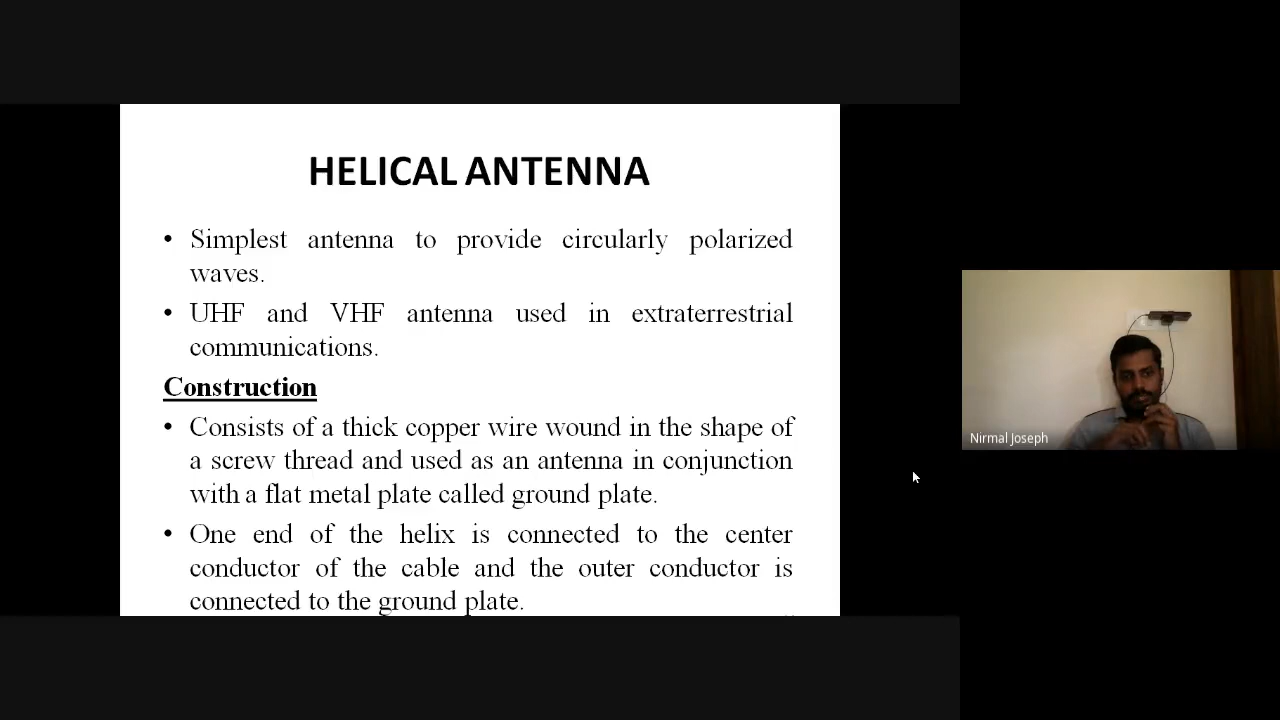 HELICAL ANTENNA
• Simplest antenna to provide circularly polarized
waves.
• UHF and VHF antenna used in extraterrestrial
communications.
Construction
• Consists of a thick copper wire wound in the shape of
a screw thread and used as an antenna in conjunction
with a flat metal plate called ground plate.
• One end of the helix is connected to the center
conductor of the cable and the outer conductor is
connected to the ground plate.
Nirmal Joseph